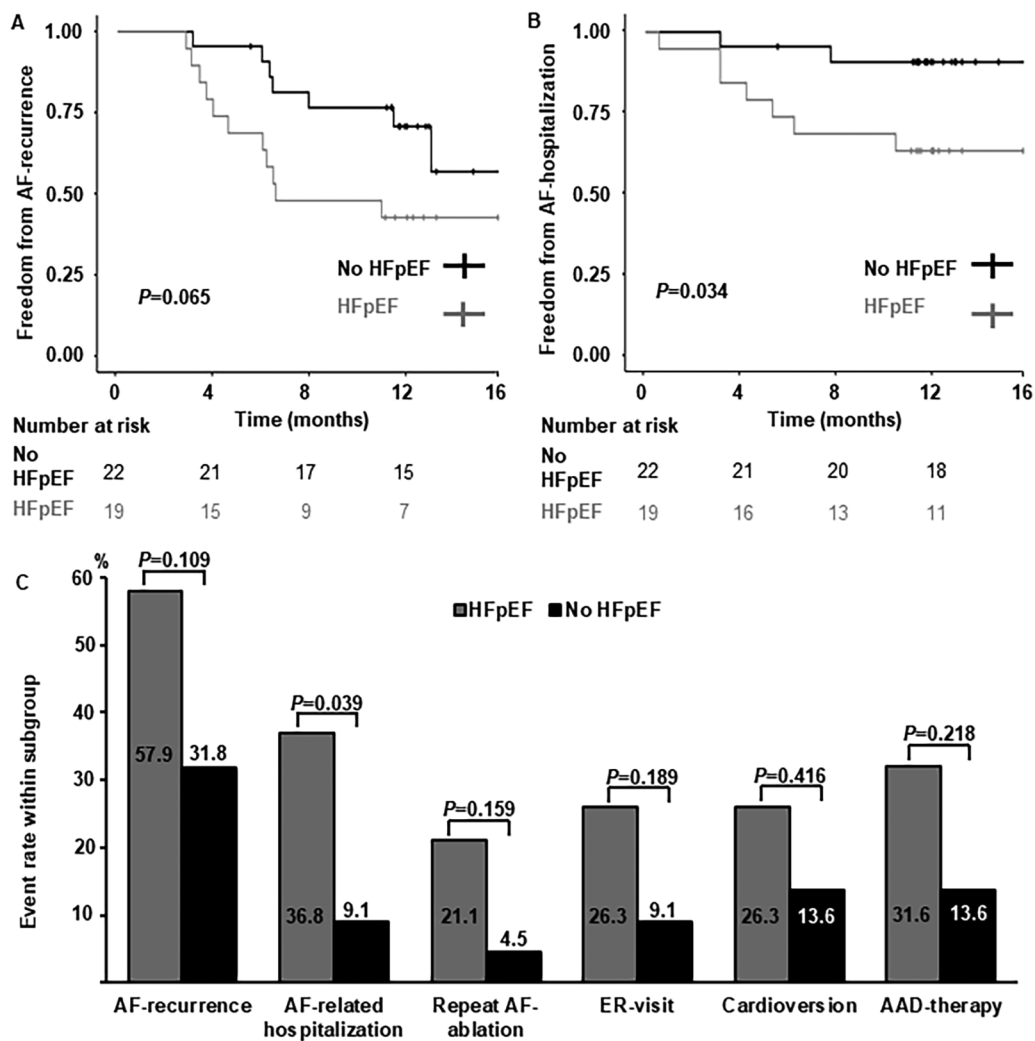 A
Freedom from AF-recurrence
1.00
0.75
0.50
0.25
0.00
No HFpEF
HFpEF
P=0.065
0 4 8 12 16
Time (months)
Number at risk
No
HFpEF 22 21 17 15
HFpEF 19 15 9 7
B
Freedom from AF-hospitalization
1.00
0.75
0.50
0.25
0.00
No HFpEF
HFpEF
P=0.034
0 4 8 12 16
Time (months)
Number at risk
No
HFpEF 22 21 20 18
HFpEF 19 16 13 11
C
%
Event rate within subgroup
60
50
40
30
20
10
HFpEF No HFpEF
P=0.109
57.9 31.8
P=0.039
36.8 9.1
P=0.159
21.1 4.5
P=0.189
26.3 9.1
P=0.416
26.3 13.6
P=0.218
31.6 13.6
AF-recurrence
AF-related
hospitalization
Repeat AF-
ablation
ER-visit
Cardioversion
AAD-therapy